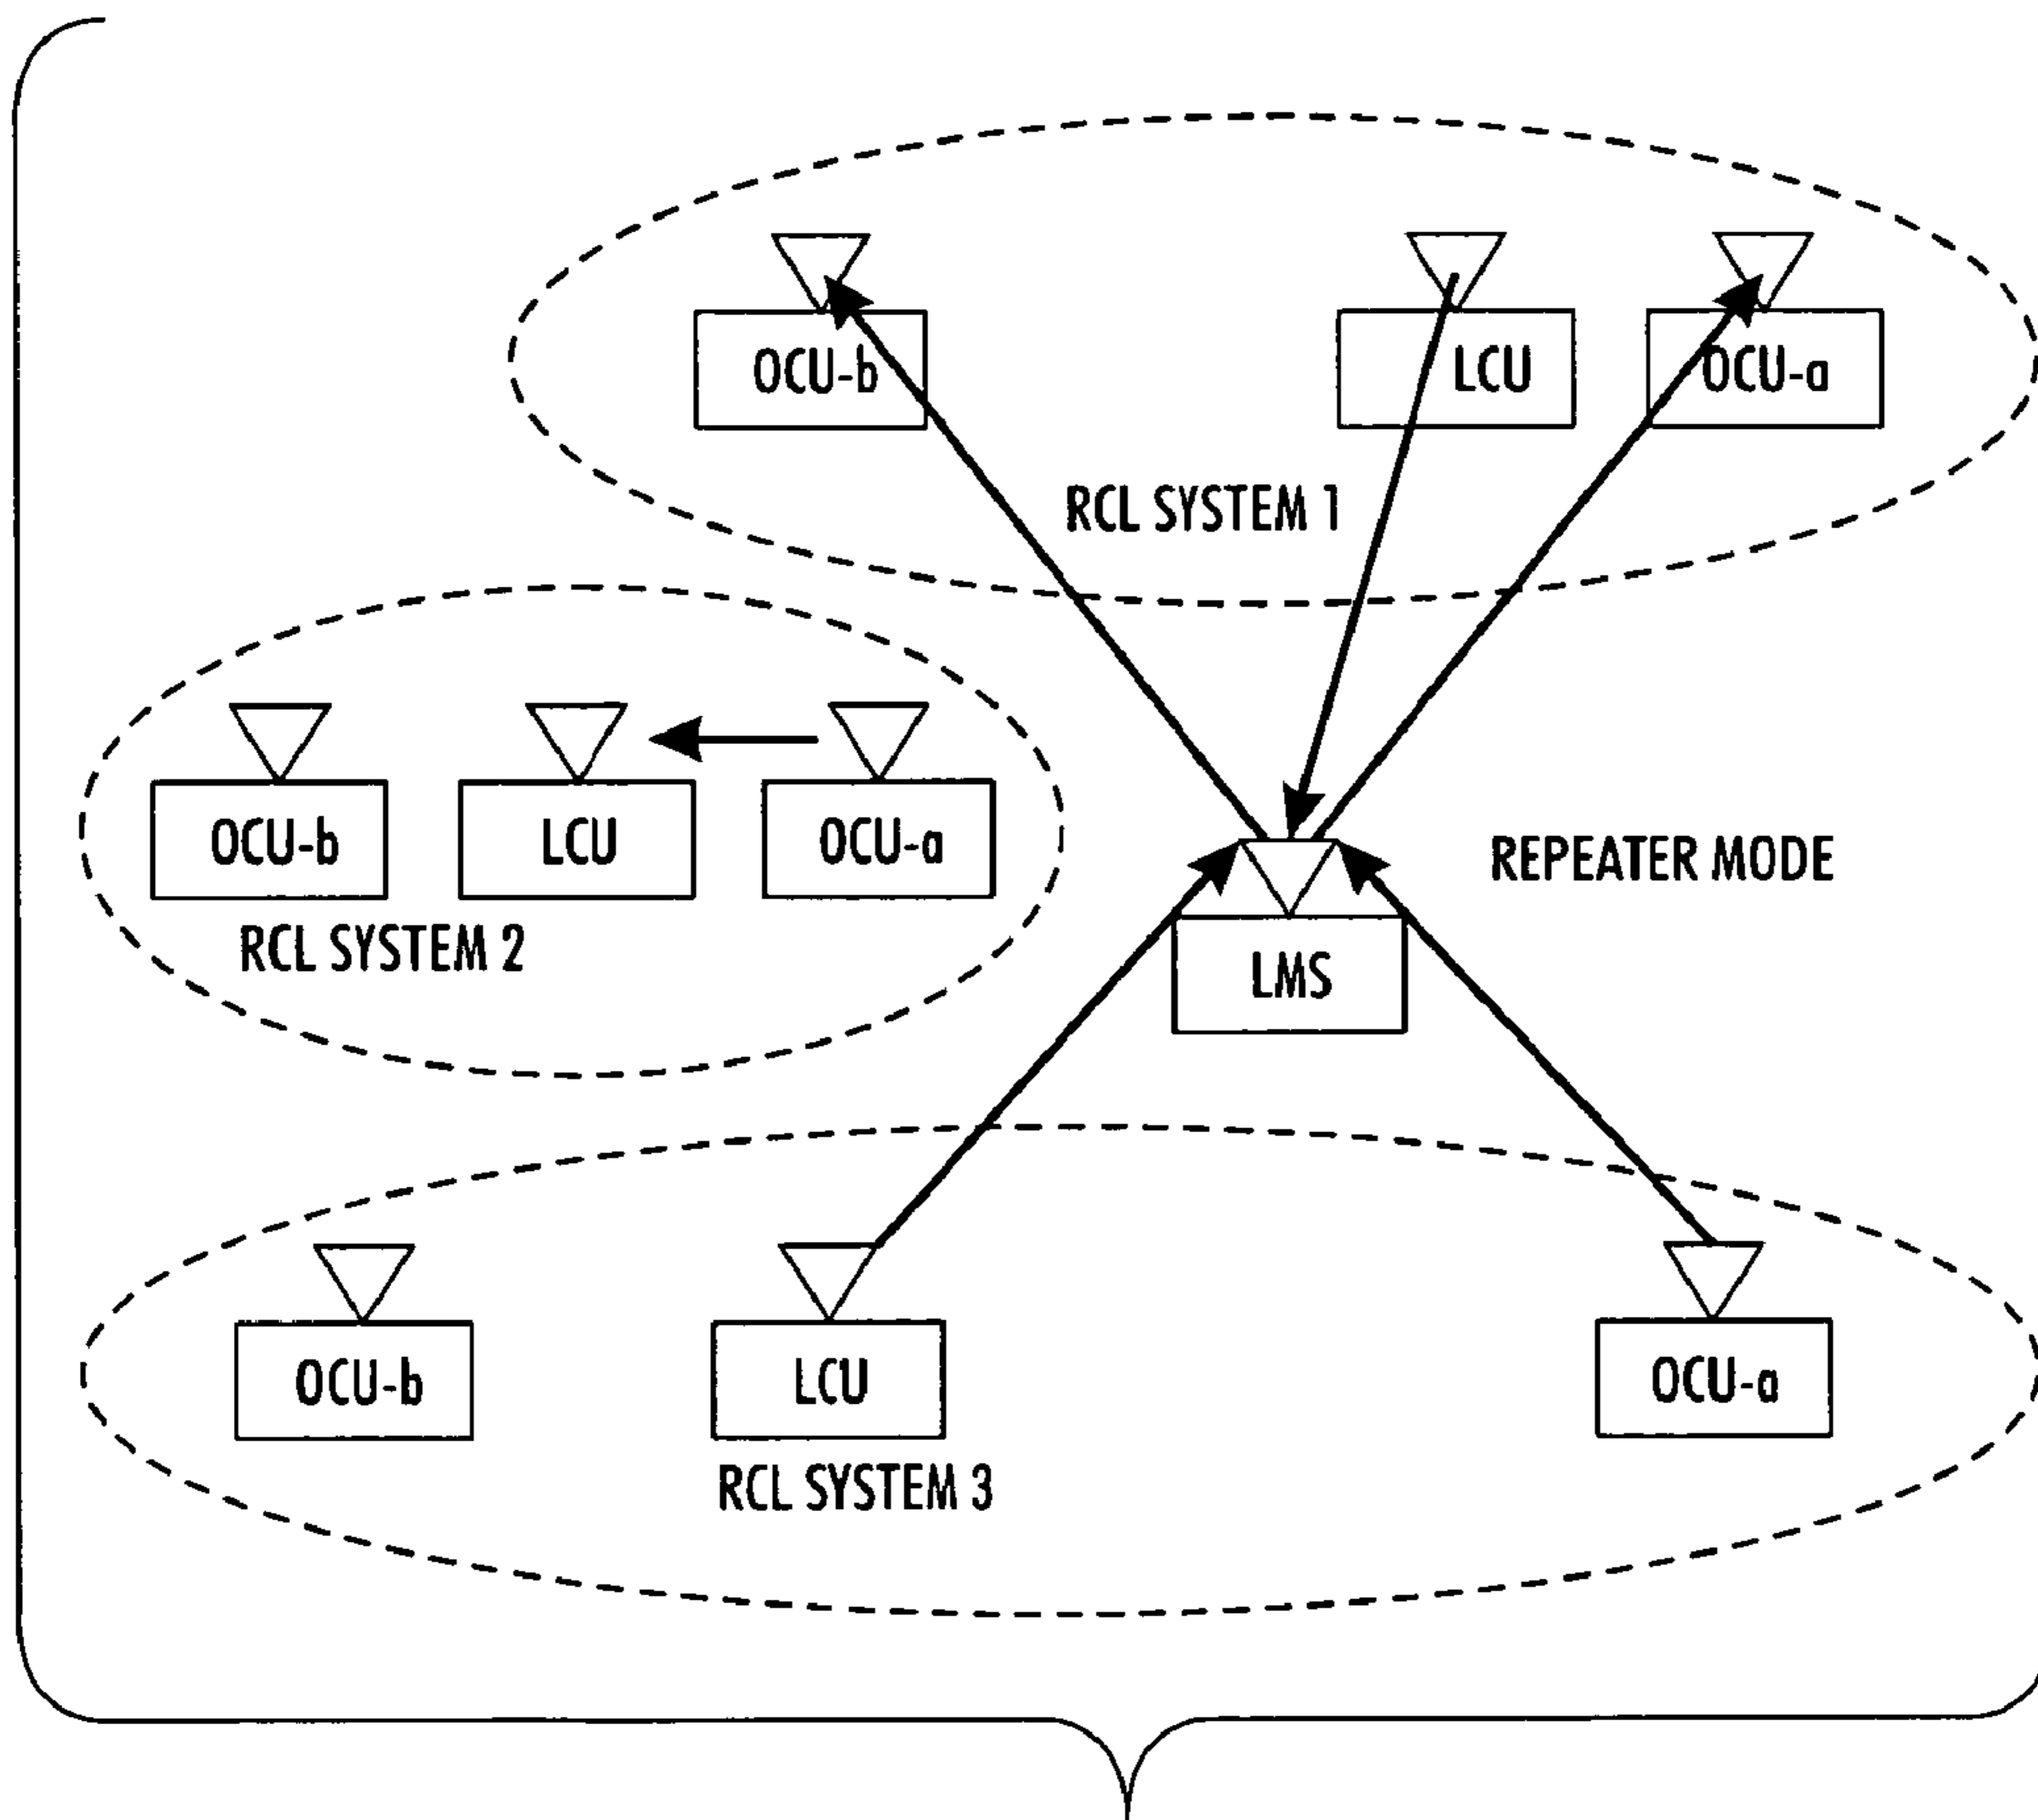 OCU-b
LCU
OCU-a
RCL SYSTEM 1
OCU-b
LCU
OCU-a
RCL SYSTEM 2
REPEATER MODE
LMS
OCU-b
LCU
OCU-a
RCL SYSTEM 3